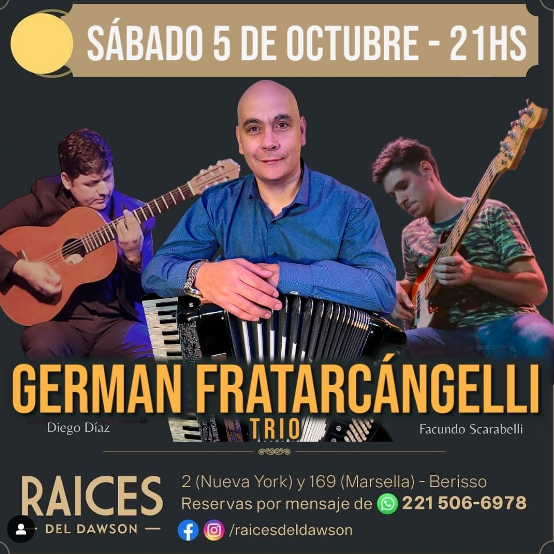 SÁBADO 5 DE OCTUBRE - 21HS
GERMAN FRATARCÁNGELLI
TRIO
Diego Díaz
Facundo Scarabelli
RAICES
DEL DAWSON
2 (Nueva York) y 169 (Marsella) - Berisso
Reservas por mensaje de 221 506-6978
/raicesdeldawson